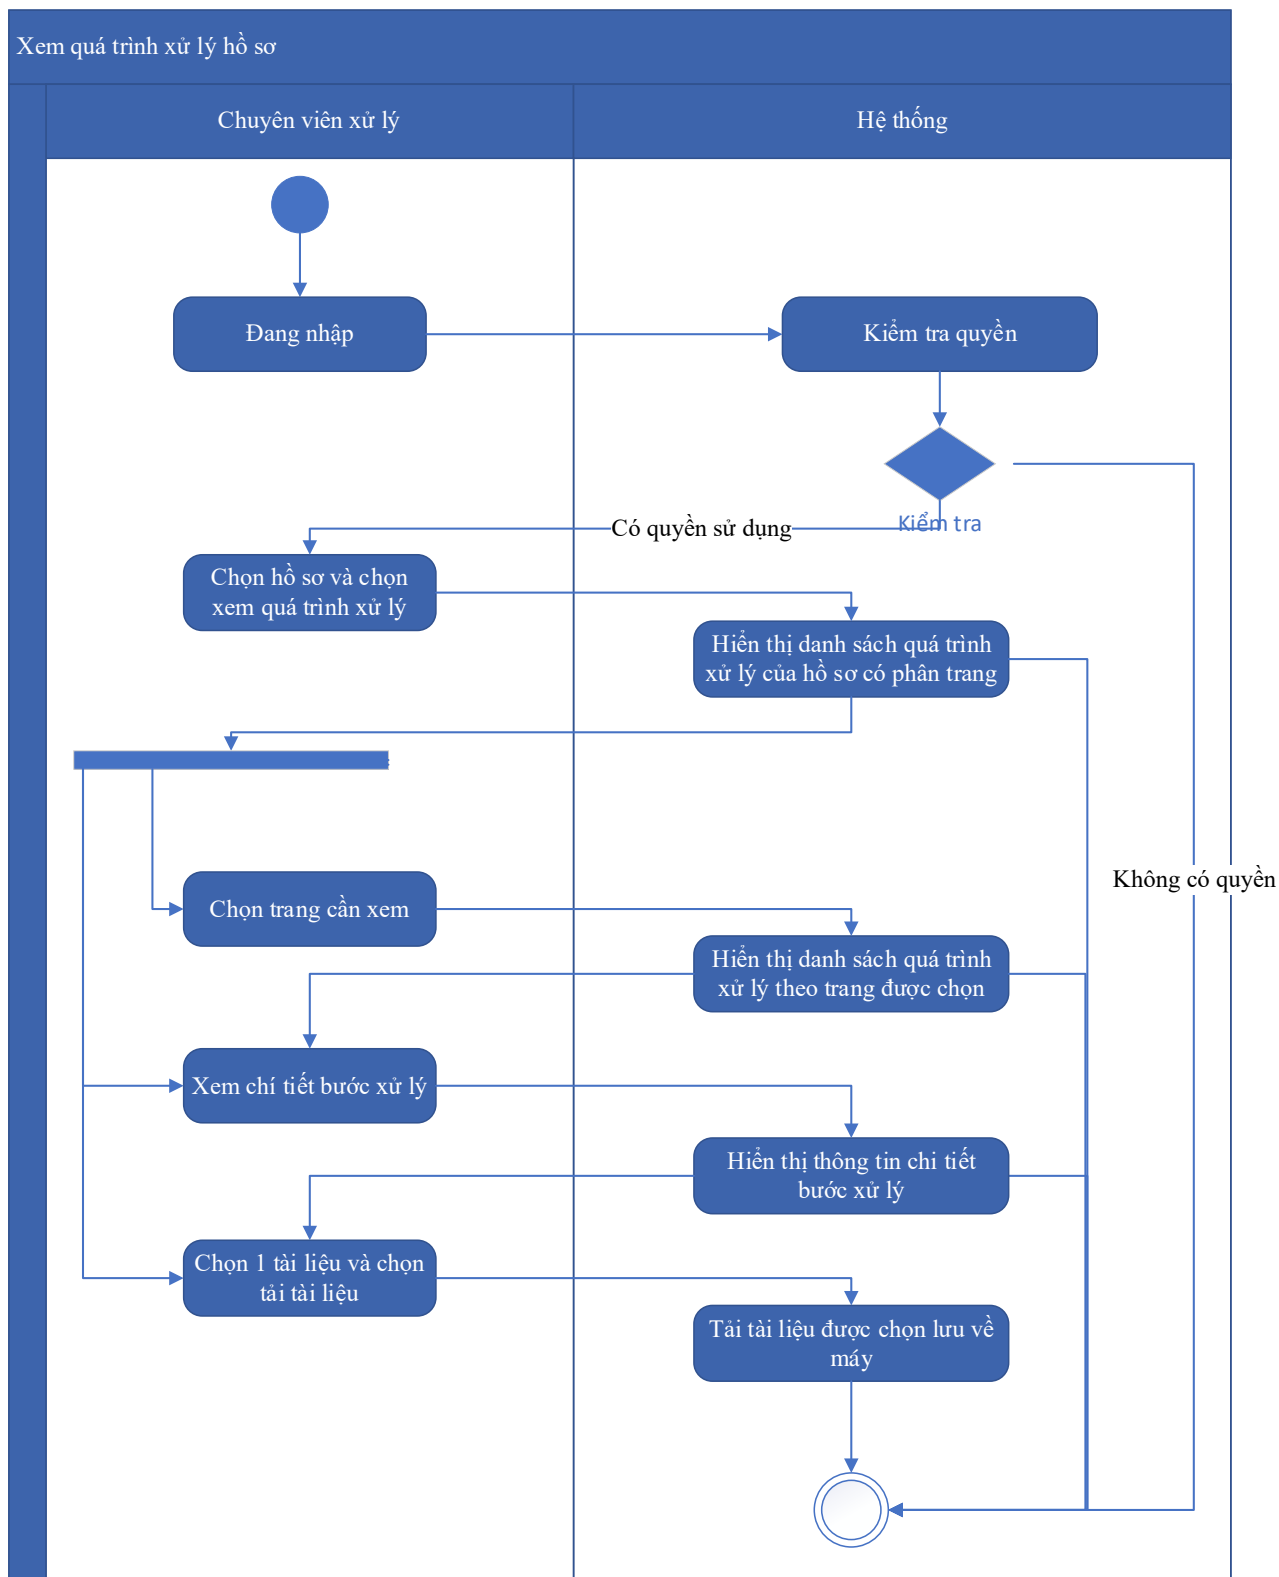 Xem quá trình xử lý hồ sơ
Chuyên viên xử lý
Hệ thống
Đang nhập
Kiểm tra quyền
Kiểm tra
Có quyền sử dụng
Chọn hồ sơ và chọn
xem quá trình xử lý
Hiển thị danh sách quá trình
xử lý của hồ sơ có phân trang
Không có quyền
Chọn trang cần xem
Hiển thị danh sách quá trình
xử lý theo trang được chọn
Xem chí tiết bước xử lý
Hiển thị thông tin chi tiết
bước xử lý
Chọn 1 tài liệu và chọn
tải tài liệu
Tải tài liệu được chọn lưu về
máy